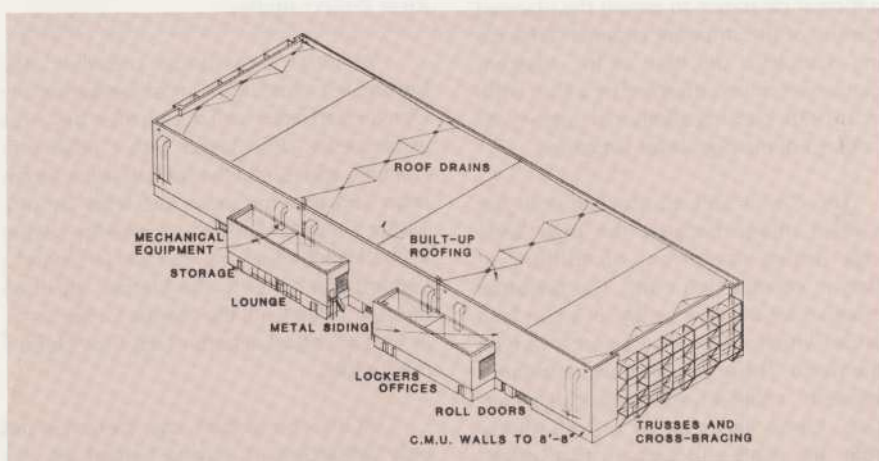 ROOF DRAINS
BUILT-UP
ROOFING
MECHANICAL
EQUIPMENT
STORAGE
LOUNGE
METAL SIDING
LOCKERS
OFFICES
ROLL DOORS
C.M.U. WALLS TO 8'-8"
TRUSSES AND
CROSS-BRACING